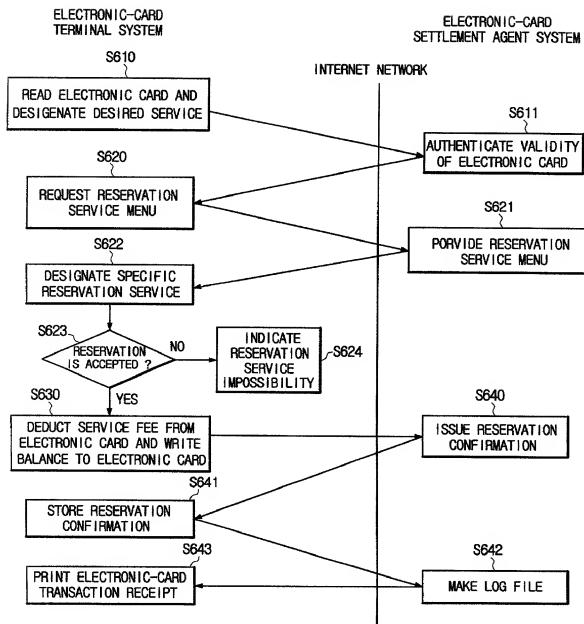 ELECTRONIC-CARD
TERMINAL SYSTEM
ELECTRONIC-CARD
SETTLEMENT AGENT SYSTEM
INTERNET NETWORK
S610
READ ELECTRONIC CARD AND
DESIGENATE DESIRED SERVICE
S611
AUTHENTICATE VALIDITY
OF ELECTRONIC CARD
S620
REQUEST RESERVATION
SERVICE MENU
S621
PORVIDE RESERVATION
SERVICE MENU
S622
DESIGNATE SPECIFIC
RESERVATION SERVICE
S623
RESERVATION
IS ACCEPTED ?
NO
INDICATE
RESERVATION
SERVICE
IMPOSSIBILITY
S624
YES
S630
DEDUCT SERVICE FEE FROM
ELECTRONIC CARD AND WRITE
BALANCE TO ELECTRONIC CARD
S640
ISSUE RESERVATION
CONFIRMATION
S641
STORE RESERVATION
CONFIRMATION
S642
MAKE LOG FILE
S643
PRINT ELECTRONIC-CARD
TRANSACTION RECEIPT